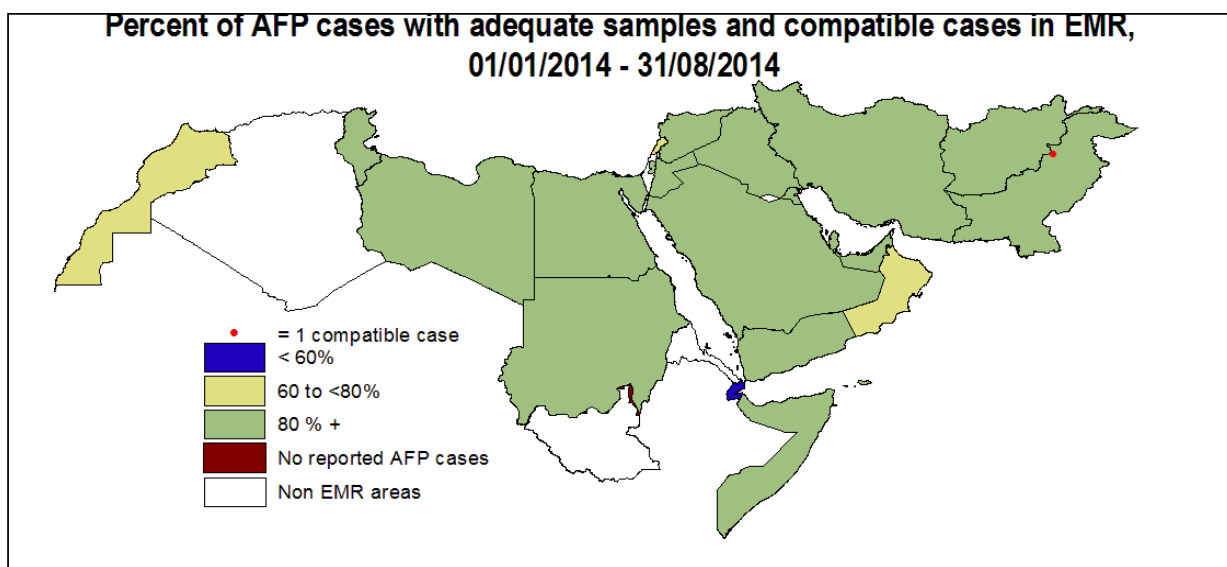 Percent of AFP cases with adequate samples and compatible cases in EMR,
01/01/2014 - 31/08/2014
= 1 compatible case
< 60%
60 to <80%
80 % +
No reported AFP cases
Non EMR areas